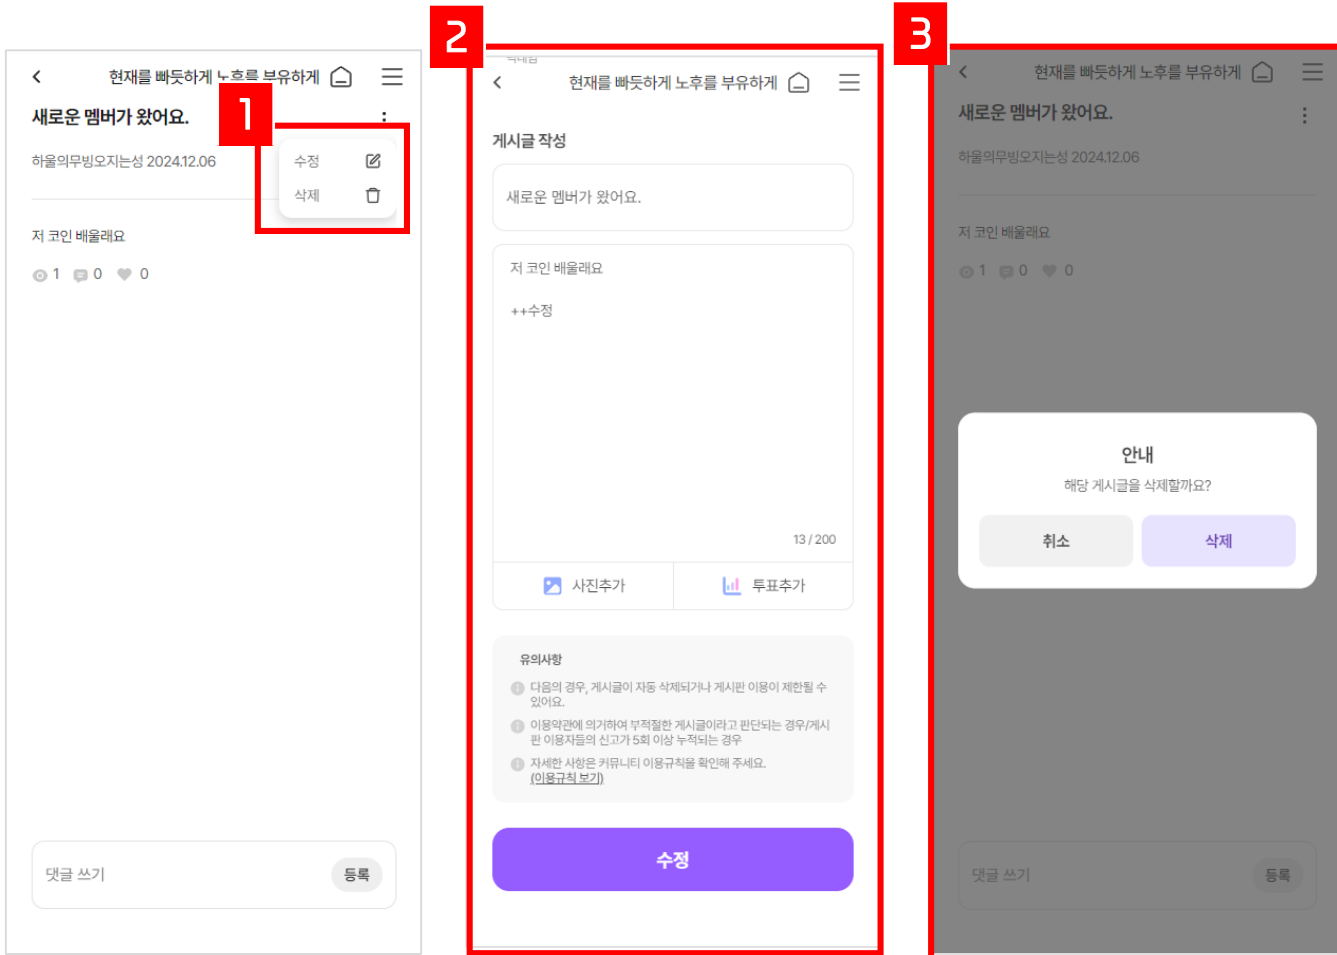 1
현재를 빠듯하게 노후를 부유하게
새로운 멤버가 왔어요.
하울의무빙오지는성 2024.12.06
수정
삭제
저 코인 배울래요
1 0 0
댓글 쓰기
등록
2
현재를 빠듯하게 노후를 부유하게
게시글 작성
새로운 멤버가 왔어요.
저 코인 배울래요
++수정
13 / 200
사진추가
투표추가
유의사항
다음의 경우, 게시글이 자동 삭제되거나 게시판 이용이 제한될 수
있어요.
이용약관에 의거하여 부적절한 게시글이라고 판단되는 경우/게시
판 이용자들의 신고가 5회 이상 누적되는 경우
자세한 사항은 커뮤니티 이용규칙을 확인해 주세요.
(이용규칙 보기)
수정
3
현재를 빠듯하게 노후를 부유하게
새로운 멤버가 왔어요.
하울의무빙오지는성 2024.12.06
저 코인 배울래요
1 0 0
안내
해당 게시글을 삭제할까요?
취소
삭제
댓글 쓰기
등록